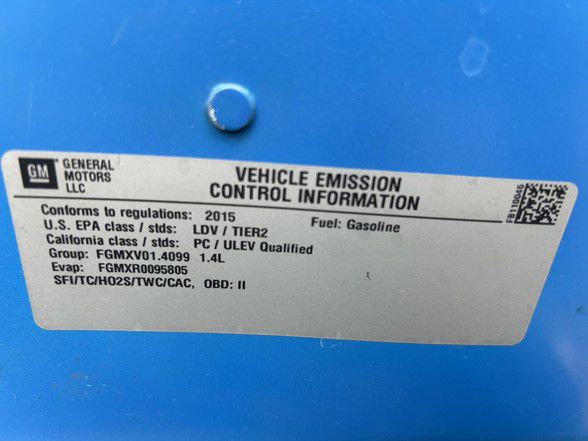 GM
GENERAL
MOTORS
LLC
VEHICLE EMISSION
CONTROL INFORMATION
FB110046
Conforms to regulations: 2015 Fuel: Gasoline
U.S. EPA class / stds: LDV / TIER2
California class / stds: PC / ULEV Qualified
Group: FGMXV01.4099 1.4L
Evap: FGMXR0095805
SFI/TC/HO2S/TWC/CAC, OBD: II